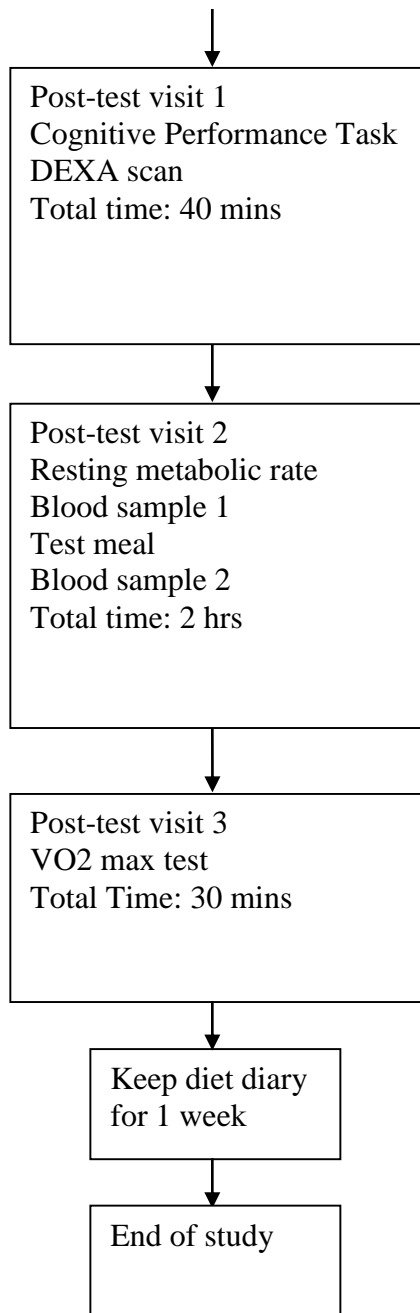 Post-test visit 1
Cognitive Performance Task
DEXA scan
Total time: 40 mins
Post-test visit 2
Resting metabolic rate
Blood sample 1
Test meal
Blood sample 2
Total time: 2 hrs
Post-test visit 3
VO2 max test
Total Time: 30 mins
Keep diet diary
for 1 week
End of study